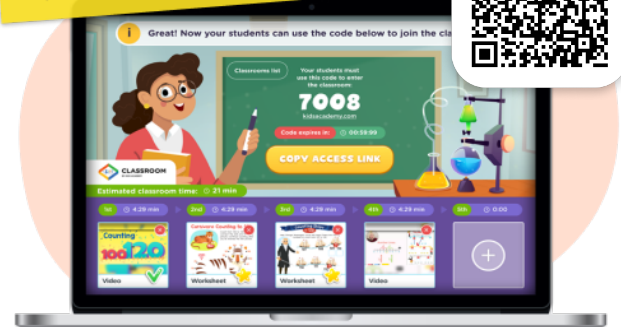 Great! Now your students can use the code below to join the cla
Classrooms list
Your students must
use this code to enter
the classroom
7008
kidsacademy.com
Code expires in:
00:59:99
COPY ACCESS LINK
CLASSROOM
Estimated classroom time: 21 min
1st 4.29 min
2nd 4.29 min
3rd 4.29 min
4th 4.29 min
0:00
Counting
100 120
Video
Worksheet
Worksheet
Video